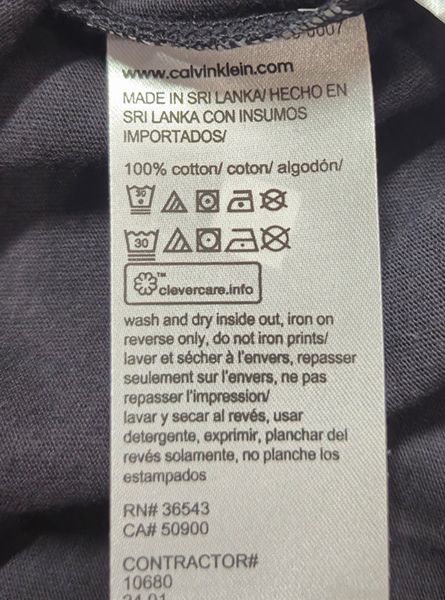 www.calvinklein.com
MADE IN SRI LANKA/ HECHO EN
SRI LANKA CON INSUMOS
IMPORTADOS/
100% cotton/ coton/ algodón/
30
30
™
clevercare.info
wash and dry inside out, iron on
reverse only, do not iron prints/
laver et sécher à l'envers, repasser
seulement sur l'envers, ne pas
repasser l'impression/
lavar y secar al revés, usar
detergente, exprimir, planchar del
revés solamente, no planche los
estampados
RN# 36543
CA# 50900
CONTRACTOR#
10680